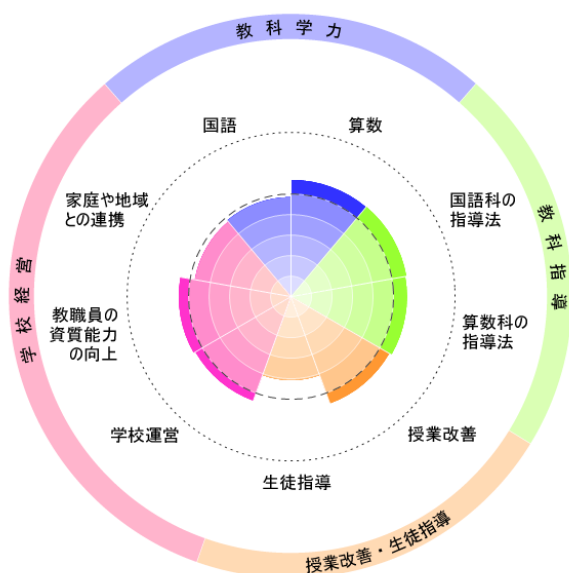 教科学力
国語
算数
家庭や地域
との連携
国語科の
指導法
教科指導
学校経営
教職員の
資質能力
の向上
算数科の
指導法
学校運営
授業改善
生徒指導
授業改善・生徒指導